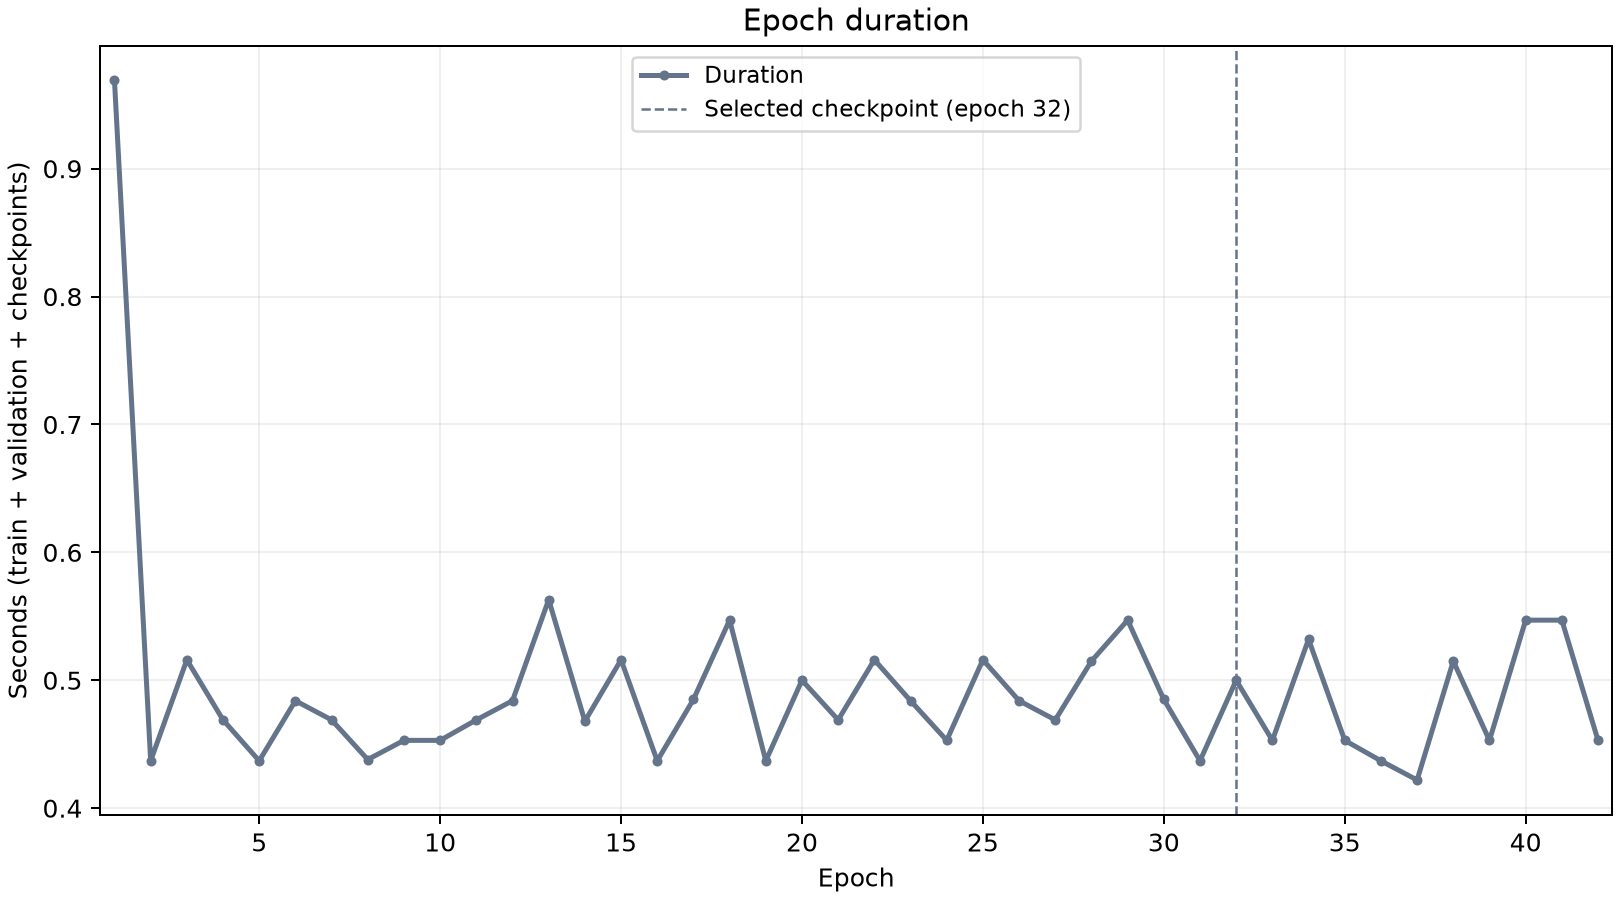 Epoch duration
Duration
Selected checkpoint (epoch 32)
Seconds (train + validation + checkpoints)
0.9
0.8
0.7
0.6
0.5
0.4
5 10 15 20 25 30 35 40
Epoch